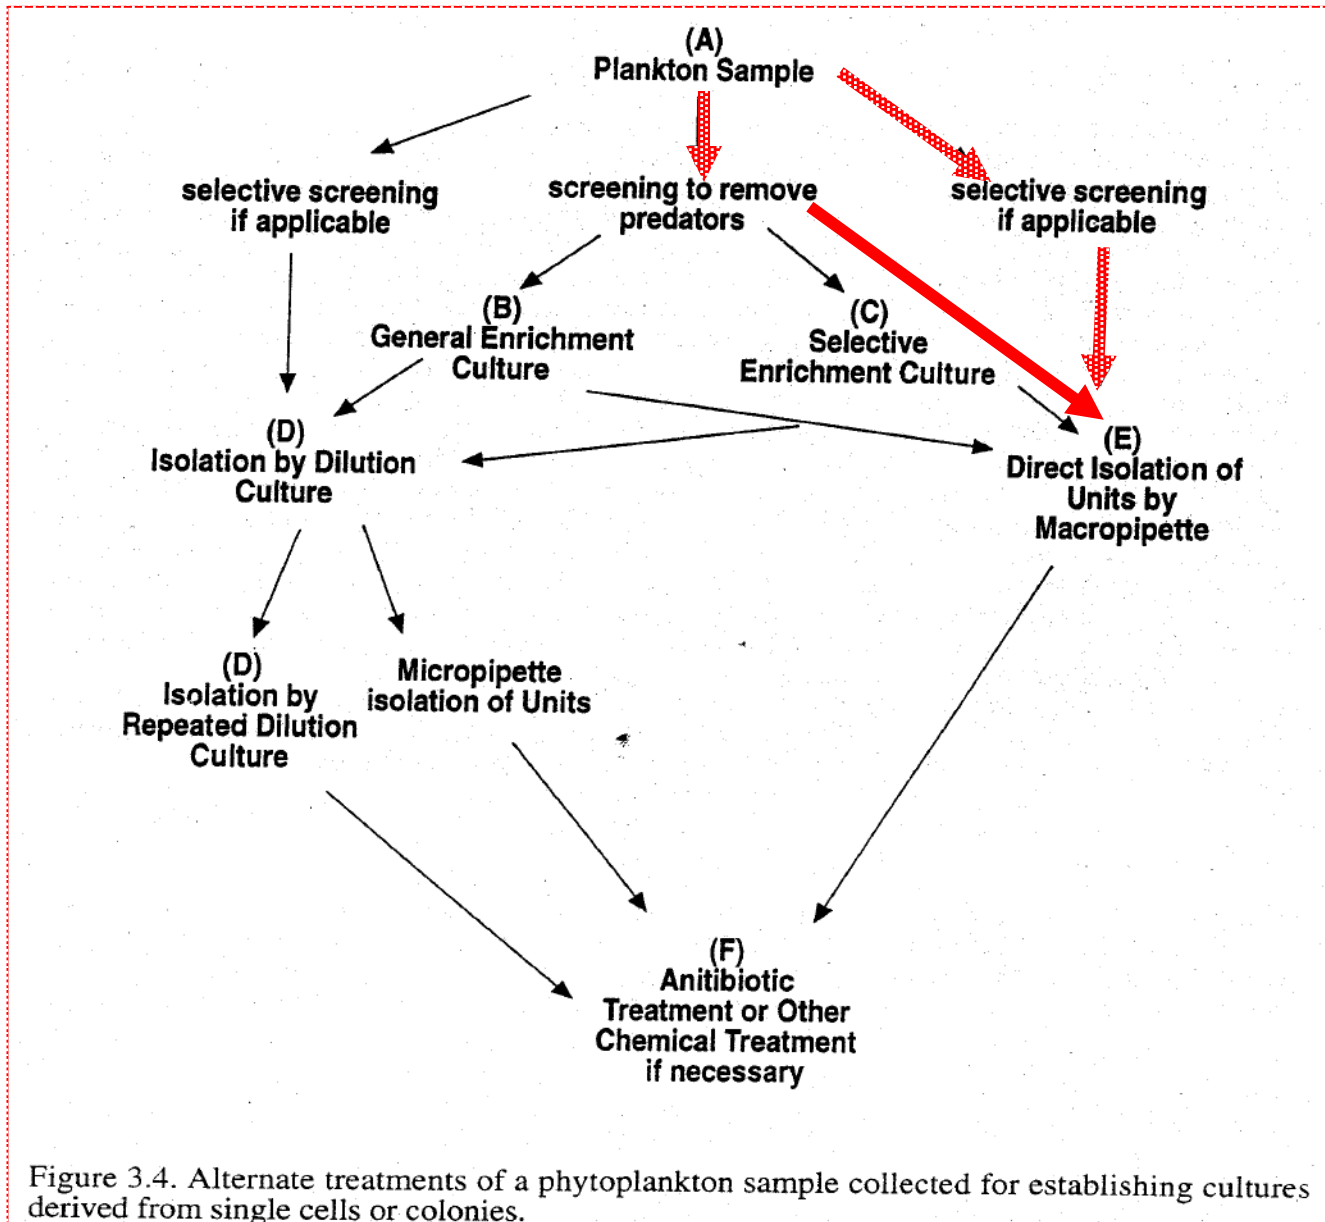 (A)
Plankton Sample
selective screening
if applicable
screening to remove
predators
selective screening
if applicable
(B)
General Enrichment
Culture
(C)
Selective
Enrichment Culture
(D)
Isolation by Dilution
Culture
(E)
Direct Isolation of
Units by
Macropipette
(D)
Isolation by
Repeated Dilution
Culture
Micropipette
isolation of Units
(F)
Anitibiotic
Treatment or Other
Chemical Treatment
if necessary
Figure 3.4. Alternate treatments of a phytoplankton sample collected for establishing cultures
derived from single cells or colonies.